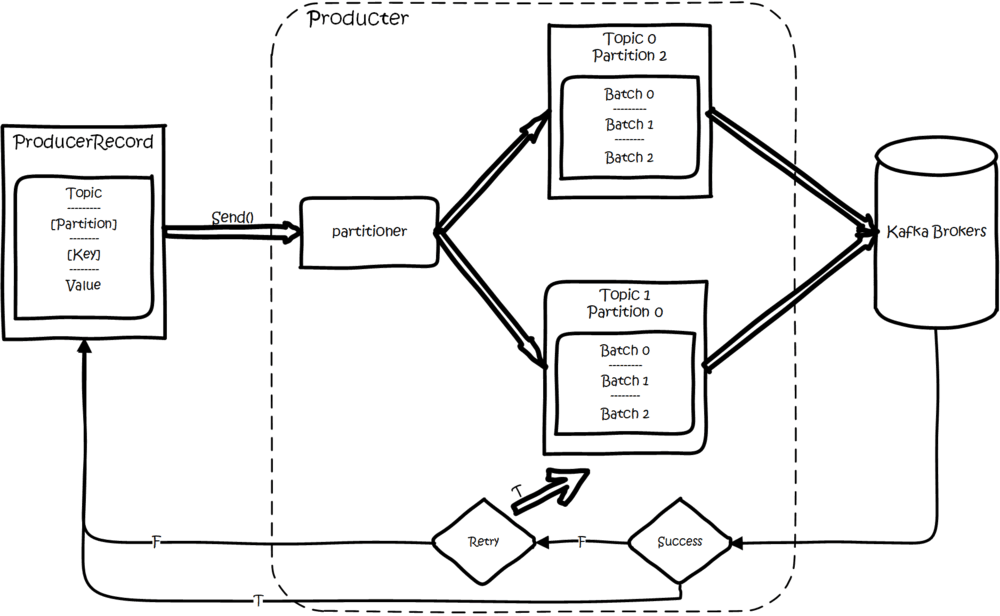 Producter
Topic 0
Partition 2
Batch 0
---------
Batch 1
--------
Batch 2
ProducerRecord
Topic
---------
[Partition]
--------
[Key]
--------
Value
Send()
partitioner
Kafka Brokers
Topic 1
Partition 0
Batch 0
---------
Batch 1
--------
Batch 2
T
Retry
F
Success
F
T